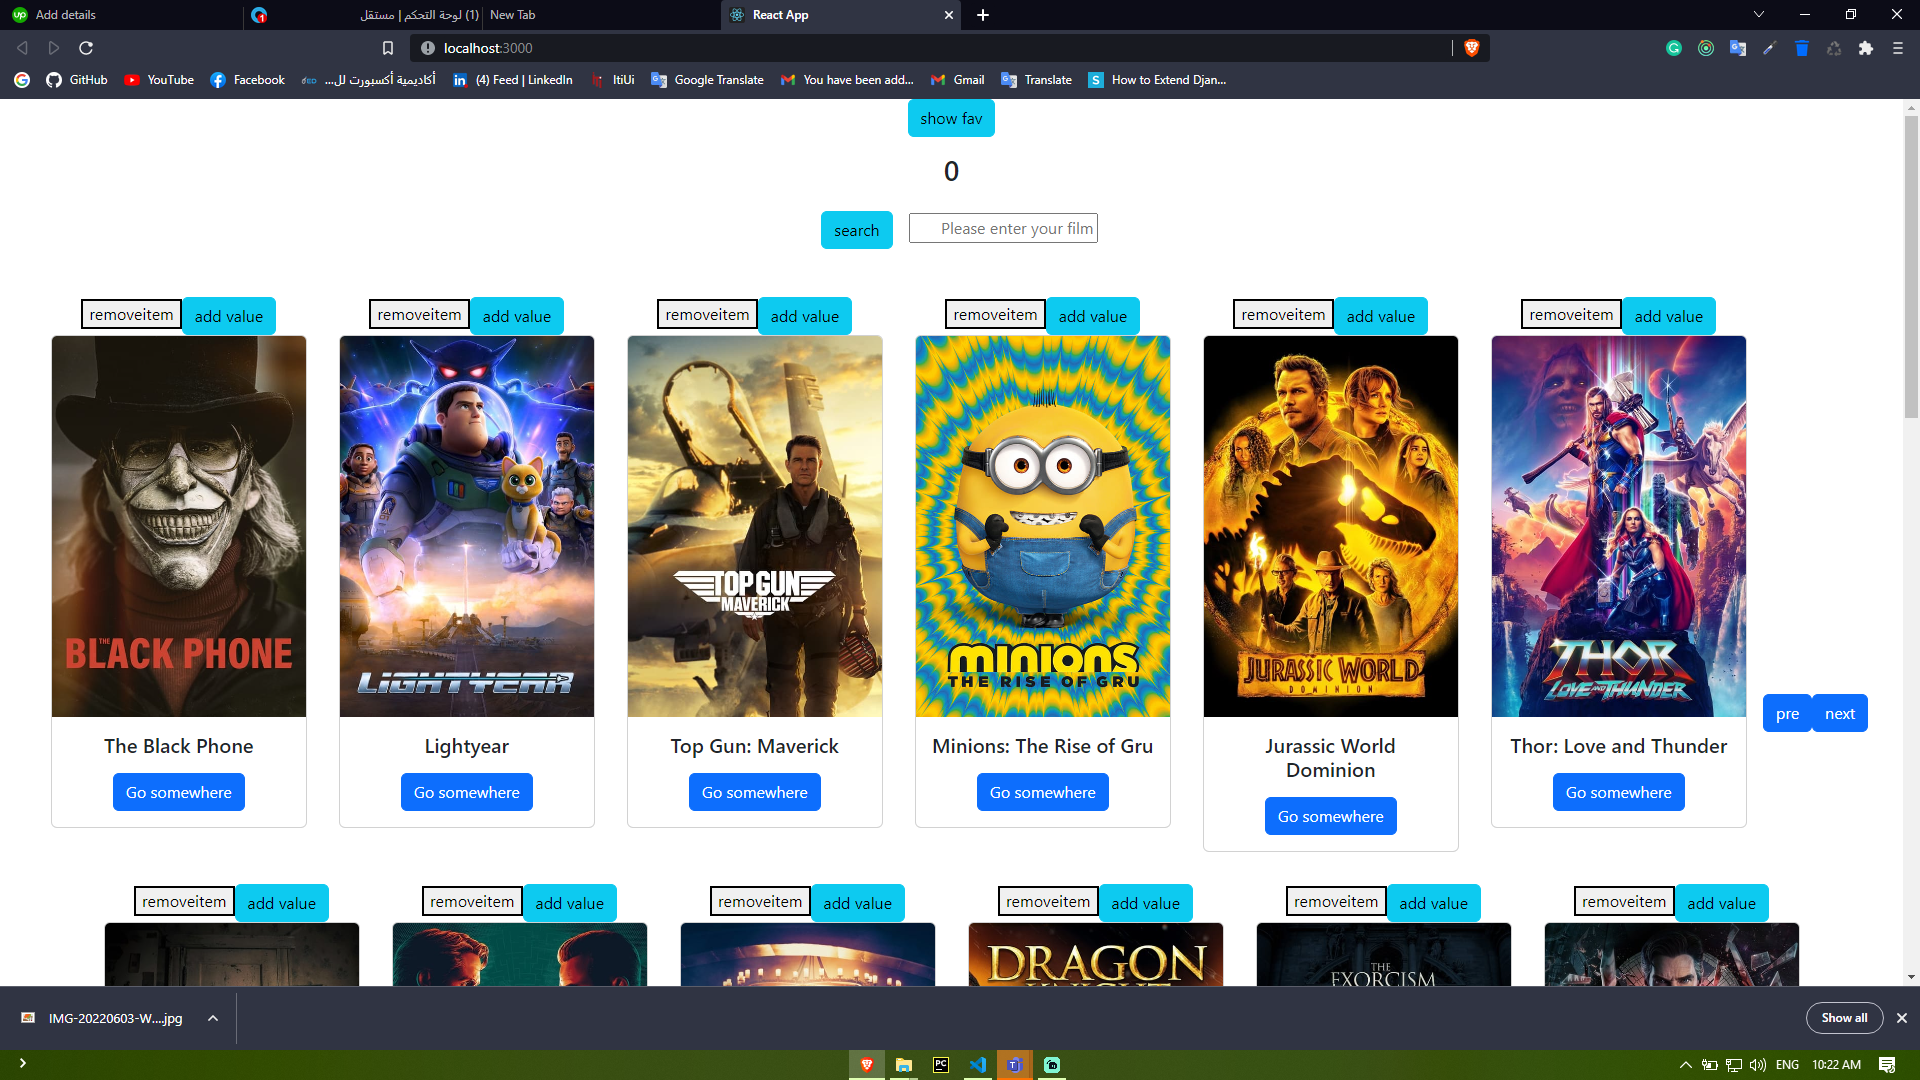 Add details
(1) لوحة التحكم | مستقل
New Tab
React App
localhost:3000
GitHub
YouTube
Facebook
أكاديمية أكسبورت لل...
(4) Feed | LinkedIn
ItiUi
Google Translate
You have been add...
Gmail
Translate
How to Extend Djan...
show fav
0
search
Please enter your film
removeitem add value
removeitem add value
removeitem add value
removeitem add value
removeitem add value
removeitem add value
THE BLACK PHONE
LIGHTYEAR
TOP GUN
MAVERICK
MINIONS
THE RISE OF GRU
JURASSIC WORLD
DOMINION
THOR
LOVE AND THUNDER
pre next
The Black Phone
Go somewhere
Lightyear
Go somewhere
Top Gun: Maverick
Go somewhere
Minions: The Rise of Gru
Go somewhere
Jurassic World
Dominion
Go somewhere
Thor: Love and Thunder
Go somewhere
removeitem add value
removeitem add value
removeitem add value
removeitem add value
removeitem add value
removeitem add value
DRAGON
KNIGHT
THE
EXORCISM
IMG-20220603-W....jpg
Show all
ENG
10:22 AM